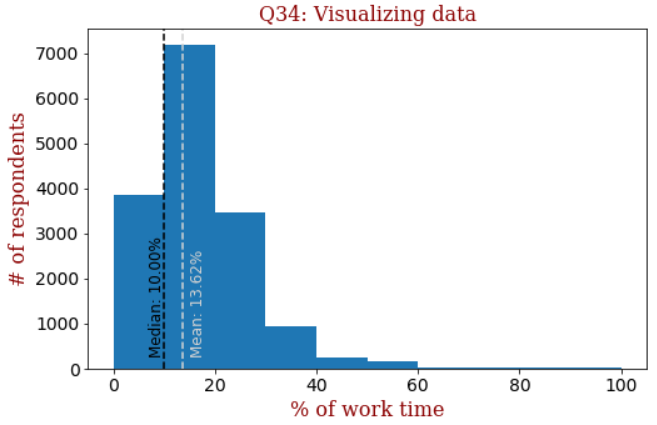 Q34: Visualizing data
# of respondents
7000
6000
5000
4000
3000
2000
1000
0
Median: 10.00%
Mean: 13.62%
0 20 40 60 80 100
% of work time